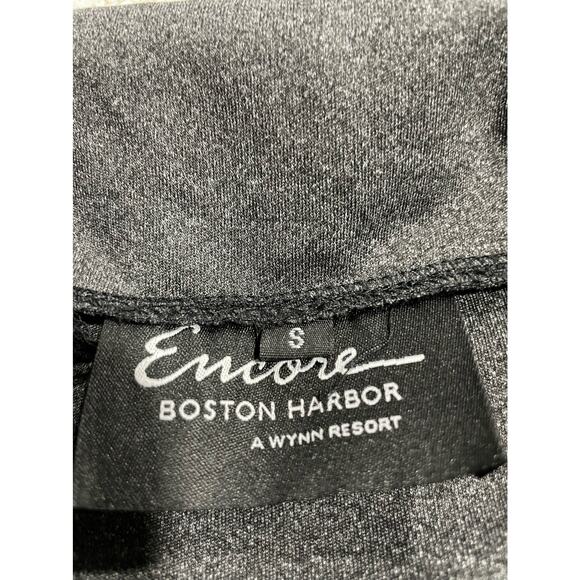 S
Encore
BOSTON HARBOR
A WYNN RESORT